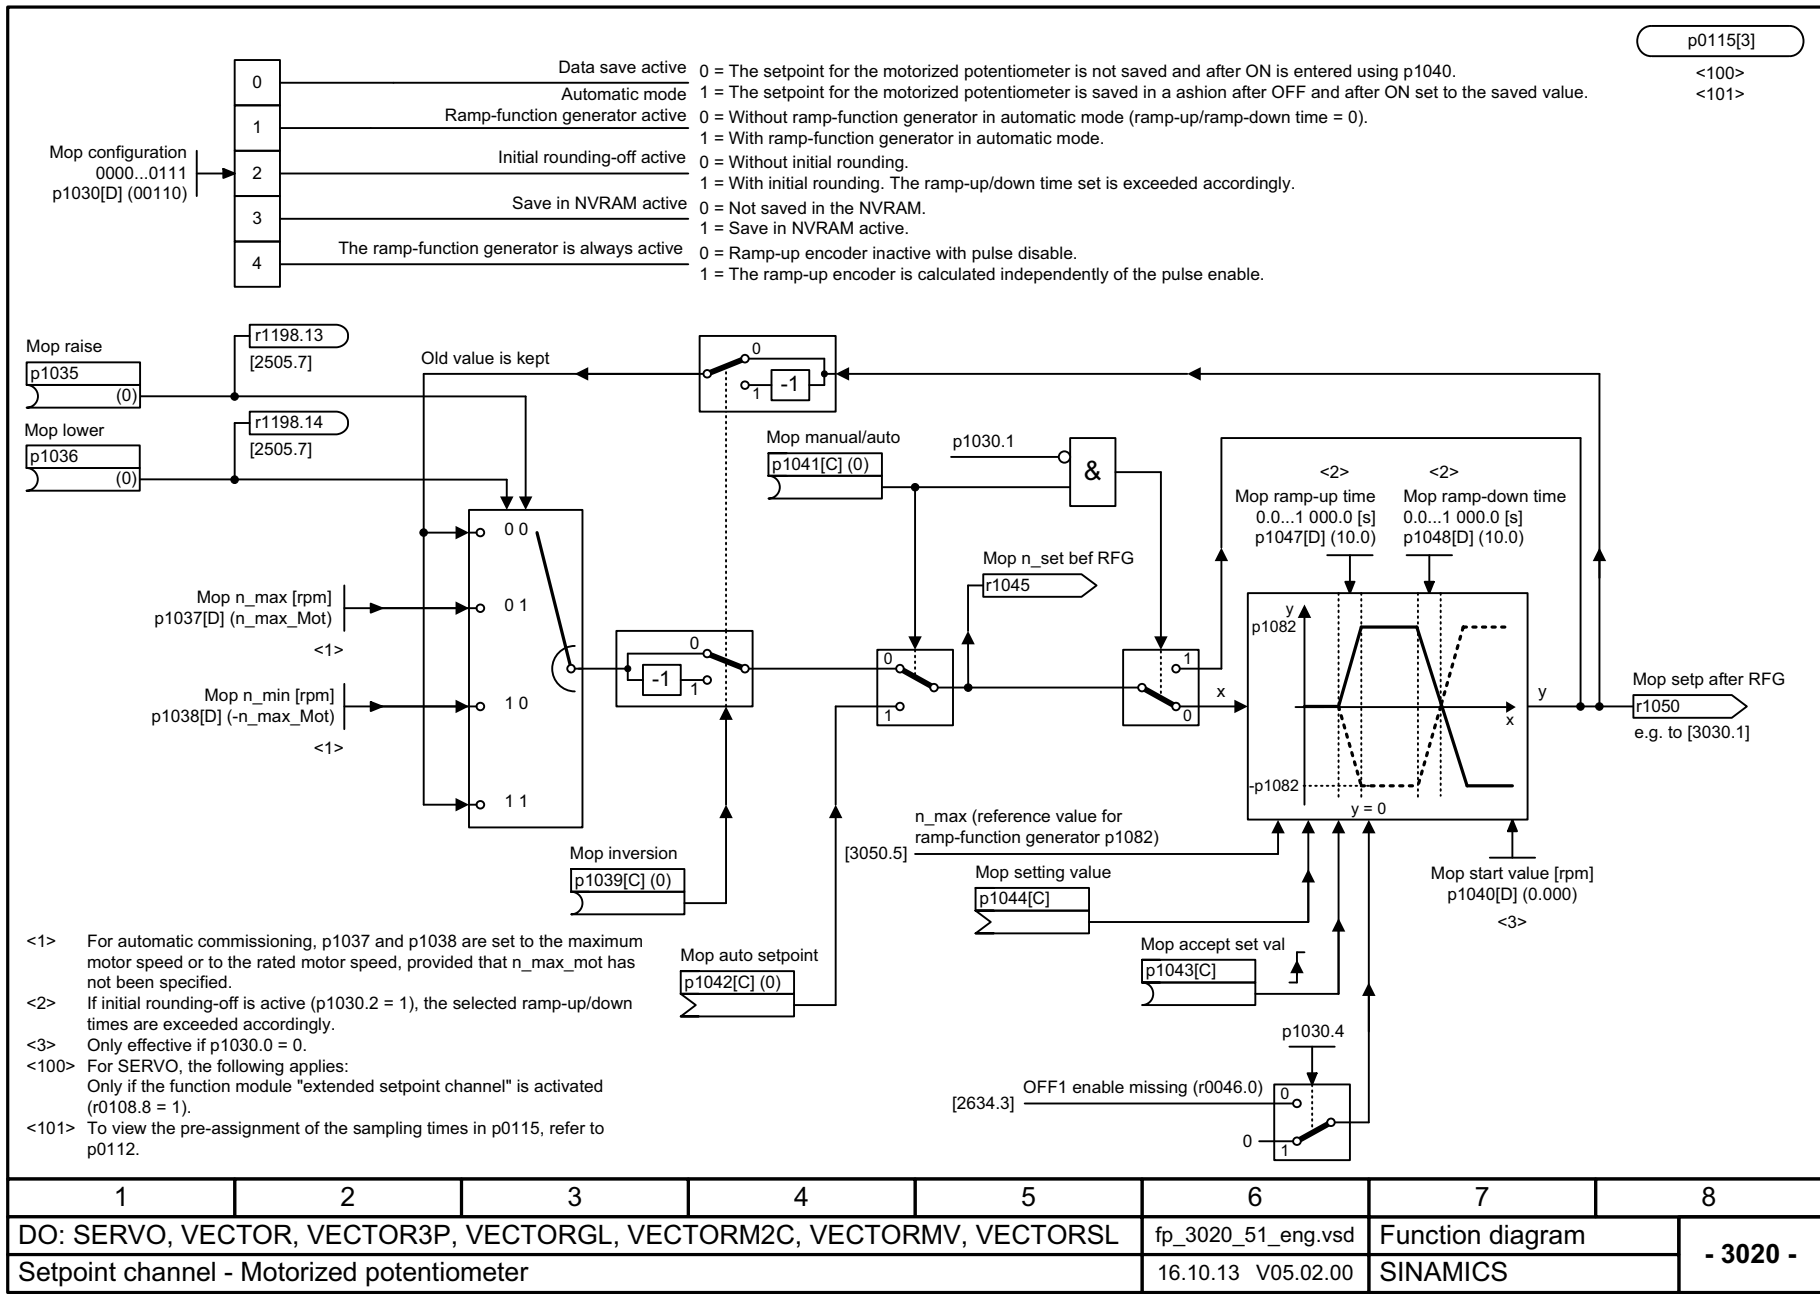 p0115[3]
<100>
<101>
0
1
2
3
4
Mop configuration
0000...0111
p1030[D] (00110)
Data save active
0 = The setpoint for the motorized potentiometer is not saved and after ON is entered using p1040.
Automatic mode
1 = The setpoint for the motorized potentiometer is saved in a ashion after OFF and after ON set to the saved value.
Ramp-function generator active
0 = Without ramp-function generator in automatic mode (ramp-up/ramp-down time = 0).
1 = With ramp-function generator in automatic mode.
Initial rounding-off active
0 = Without initial rounding.
1 = With initial rounding. The ramp-up/down time set is exceeded accordingly.
Save in NVRAM active
0 = Not saved in the NVRAM.
1 = Save in NVRAM active.
The ramp-function generator is always active
0 = Ramp-up encoder inactive with pulse disable.
1 = The ramp-up encoder is calculated independently of the pulse enable.
Mop raise
p1035
(0)
r1198.13
[2505.7]
Mop lower
p1036
(0)
r1198.14
[2505.7]
Old value is kept
0
1
-1
Mop manual/auto
p1041[C] (0)
p1030.1
&
<2>
Mop ramp-up time
0.0...1 000.0 [s]
p1047[D] (10.0)
<2>
Mop ramp-down time
0.0...1 000.0 [s]
p1048[D] (10.0)
0 0
0 1
1 0
1 1
Mop n_max [rpm]
p1037[D] (n_max_Mot)
<1>
Mop n_min [rpm]
p1038[D] (-n_max_Mot)
<1>
-1
0
1
0
1
Mop n_set bef RFG
r1045
1
0
x
y
p1082
x
-p1082
y = 0
y
Mop setp after RFG
r1050
e.g. to [3030.1]
Mop inversion
p1039[C] (0)
Mop auto setpoint
p1042[C] (0)
n_max (reference value for
ramp-function generator p1082)
[3050.5]
Mop setting value
p1044[C]
Mop accept set val
p1043[C]
Mop start value [rpm]
p1040[D] (0.000)
<3>
p1030.4
[2634.3]
OFF1 enable missing (r0046.0)
0
0
1
<1> For automatic commissioning, p1037 and p1038 are set to the maximum
motor speed or to the rated motor speed, provided that n_max_mot has
not been specified.
<2> If initial rounding-off is active (p1030.2 = 1), the selected ramp-up/down
times are exceeded accordingly.
<3> Only effective if p1030.0 = 0.
<100> For SERVO, the following applies:
Only if the function module "extended setpoint channel" is activated
(r0108.8 = 1).
<101> To view the pre-assignment of the sampling times in p0115, refer to
p0112.
1 2 3 4 5 6 7 8
DO: SERVO, VECTOR, VECTOR3P, VECTORGL, VECTORM2C, VECTORMV, VECTORSL
fp_3020_51_eng.vsd
Function diagram
- 3020 -
Setpoint channel - Motorized potentiometer
16.10.13 V05.02.00
SINAMICS